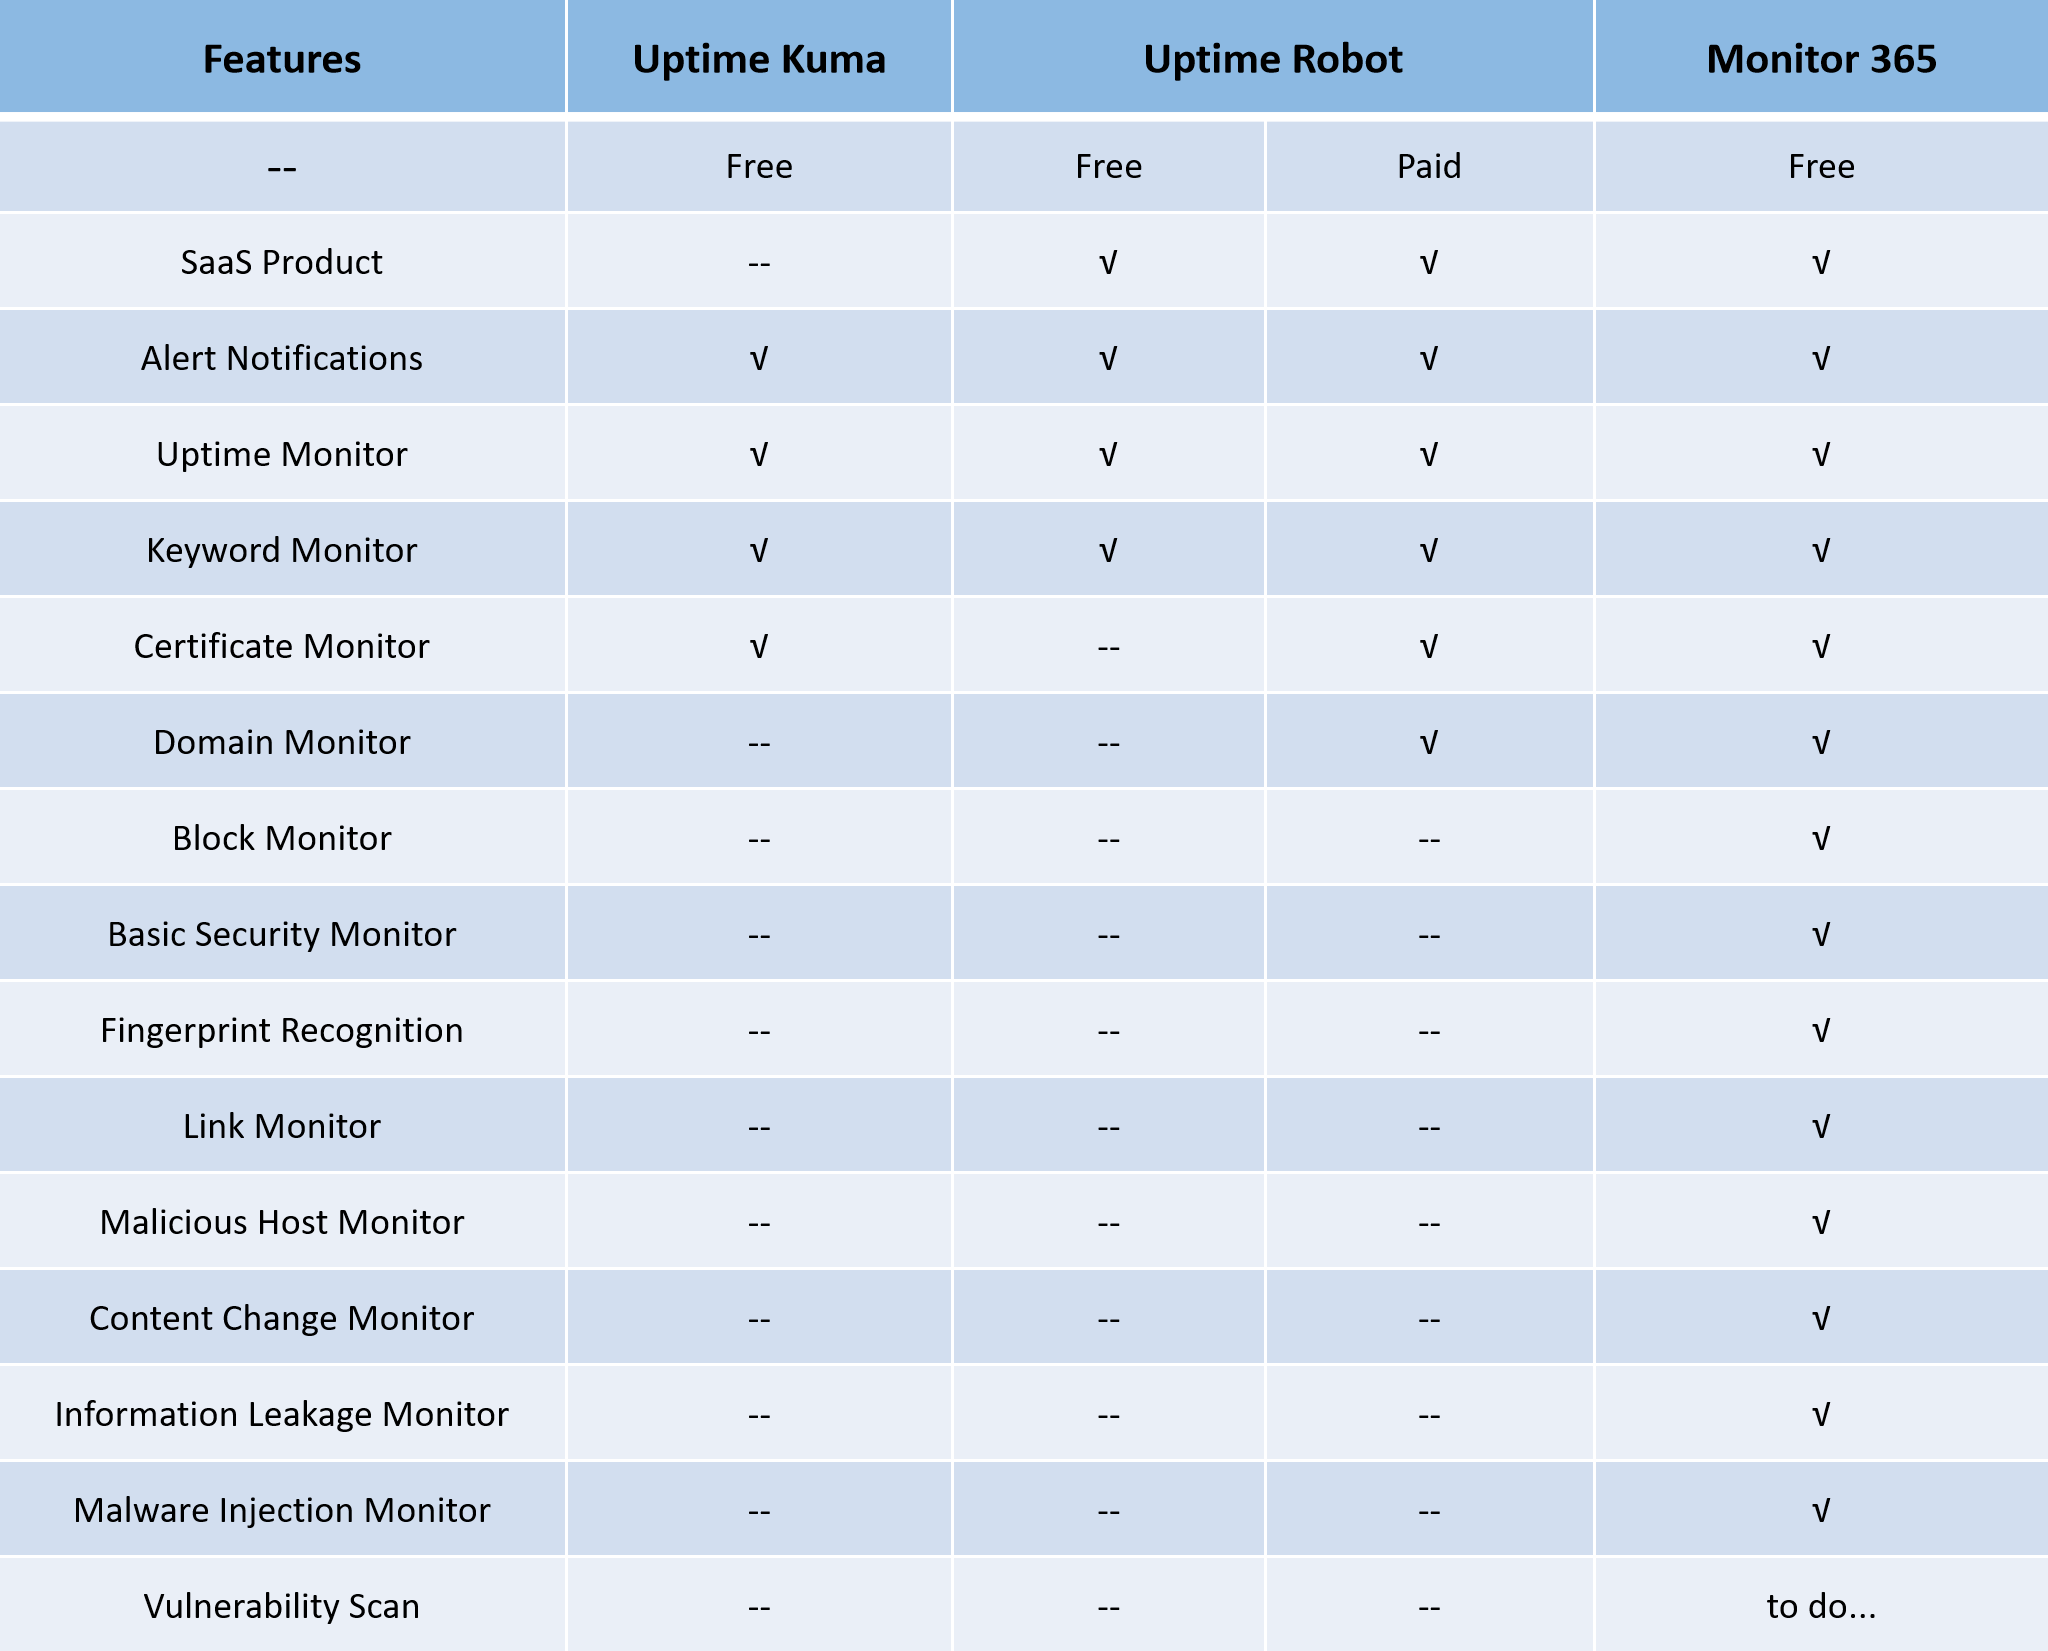 Features Uptime Kuma Uptime Robot Monitor 365
-- Free Free Paid Free
SaaS Product -- √ √ √
Alert Notifications √ √ √ √
Uptime Monitor √ √ √ √
Keyword Monitor √ √ √ √
Certificate Monitor √ -- √ √
Domain Monitor -- -- √ √
Block Monitor -- -- -- √
Basic Security Monitor -- -- -- √
Fingerprint Recognition -- -- -- √
Link Monitor -- -- -- √
Malicious Host Monitor -- -- -- √
Content Change Monitor -- -- -- √
Information Leakage Monitor -- -- -- √
Malware Injection Monitor -- -- -- √
Vulnerability Scan -- -- -- to do...